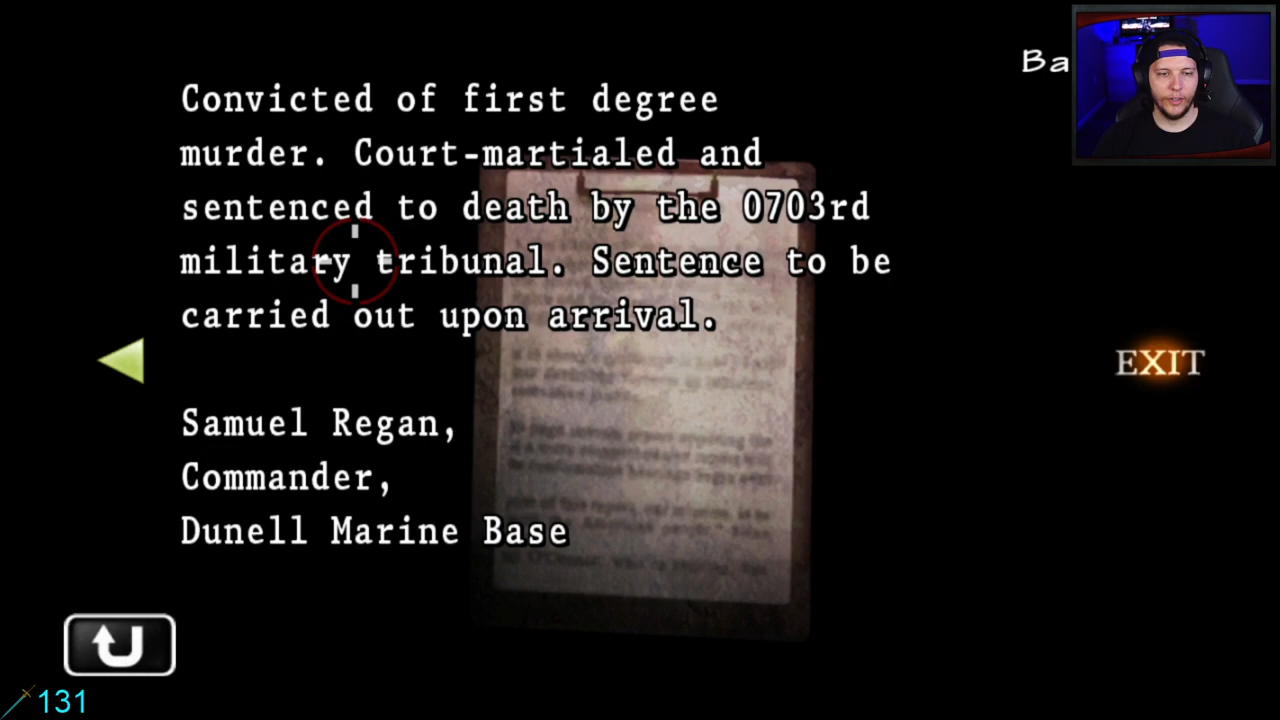 Ba
Convicted of first degree
murder. Court-martialed and
sentenced to death by the 0703rd
military tribunal. Sentence to be
carried out upon arrival.
EXIT
Samuel Regan,
Commander,
Dunell Marine Base
131